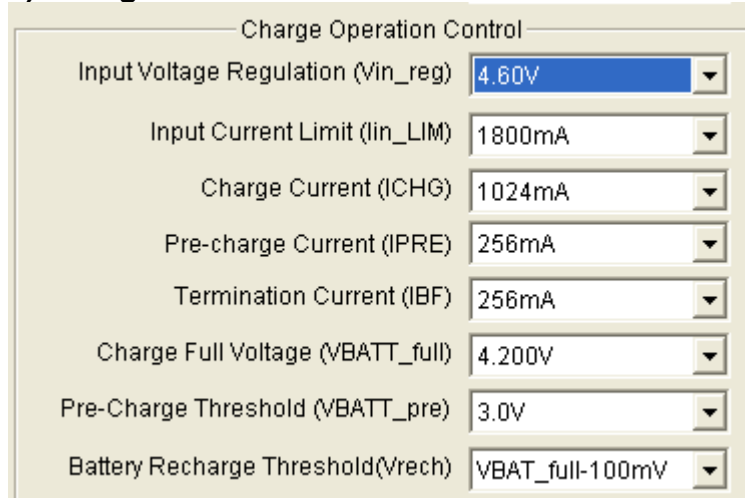 Charge Operation Control
Input Voltage Regulation (Vin_reg) 4.60V
Input Current Limit (Iin_LIM) 1800mA
Charge Current (ICHG) 1024mA
Pre-charge Current (IPRE) 256mA
Termination Current (IBF) 256mA
Charge Full Voltage (VBATT_full) 4.200V
Pre-Charge Threshold (VBATT_pre) 3.0V
Battery Recharge Threshold(Vrech) VBAT_full-100mV